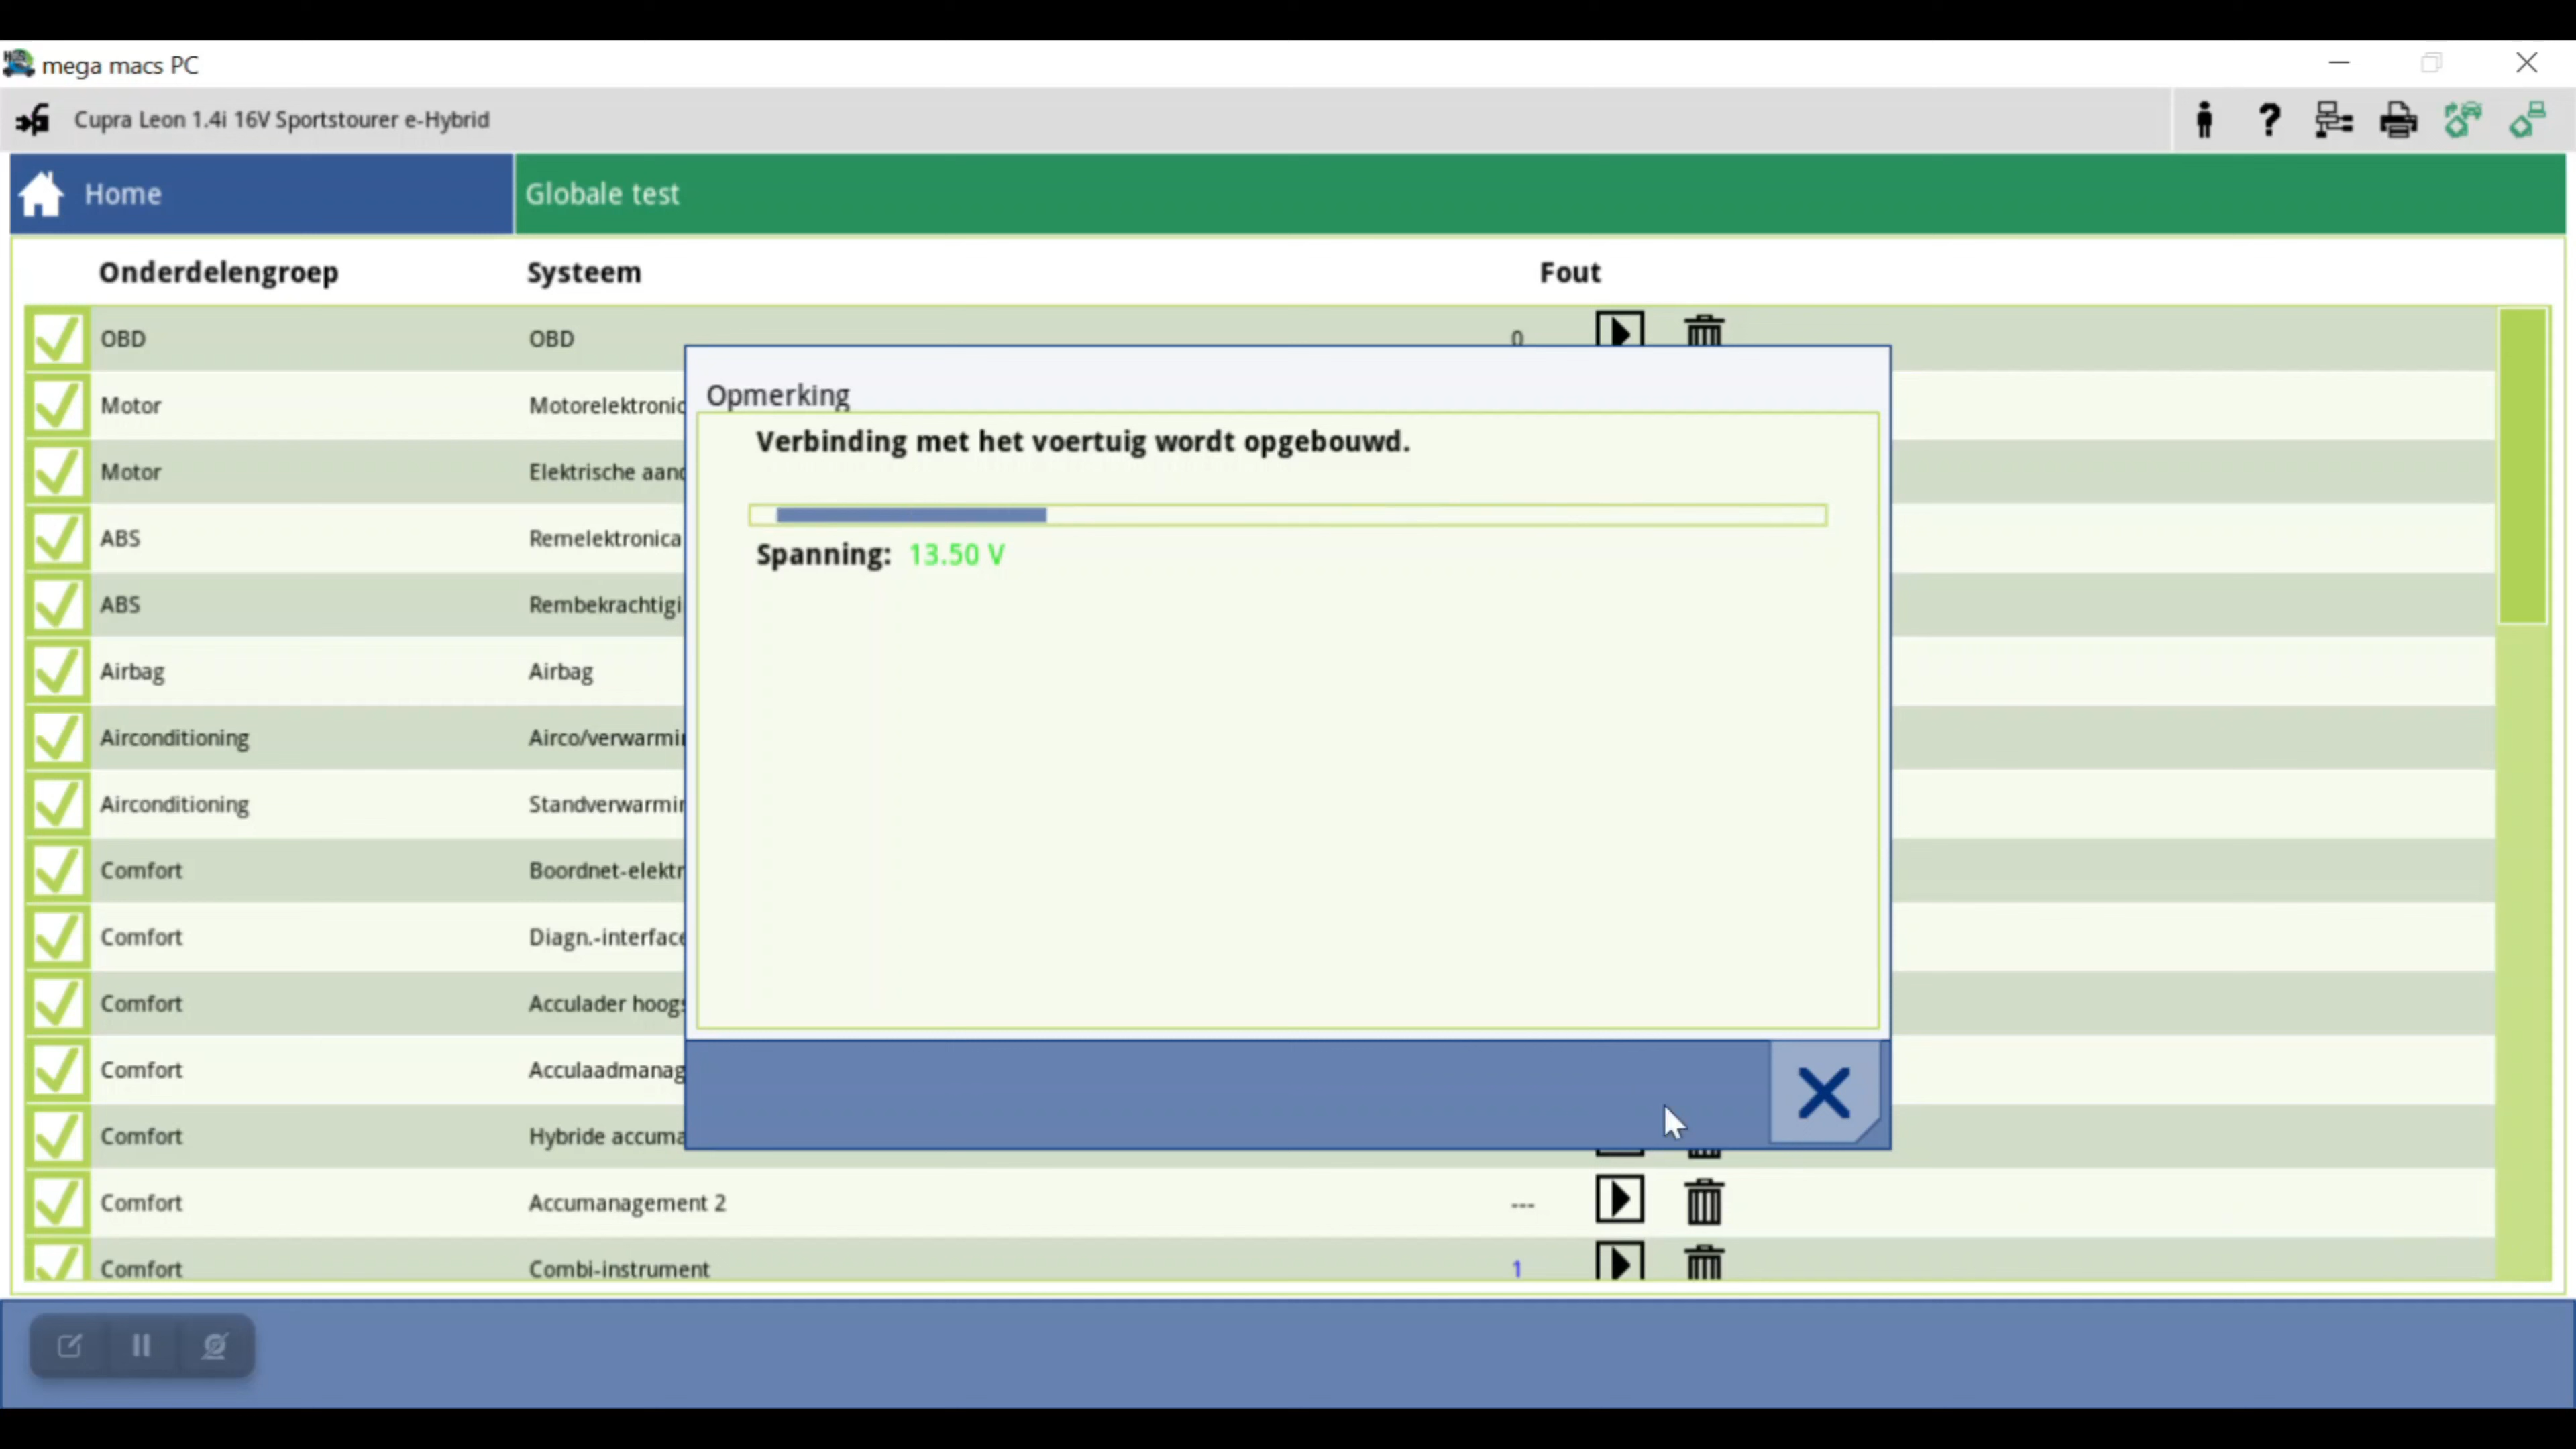 mega macs PC
Cupra Leon 1.4i 16V Sportstourer e-Hybrid
Home
Globale test
Onderdelengroep Systeem Fout
OBD OBD 0
Motor Motorelektronic
Motor Elektrische aand
ABS Remelektronica
ABS Rembekrachtigi
Airbag Airbag
Airconditioning Airco/verwarmi
Airconditioning Standverwarmin
Comfort Boordnet-elektr
Comfort Diagn.-interface
Comfort Acculader hoogs
Comfort Acculaadmanag
Comfort Hybride accuma
Comfort Accumanagement 2 ---
Comfort Combi-instrument 1
Opmerking
Verbinding met het voertuig wordt opgebouwd.
Spanning: 13.50 V